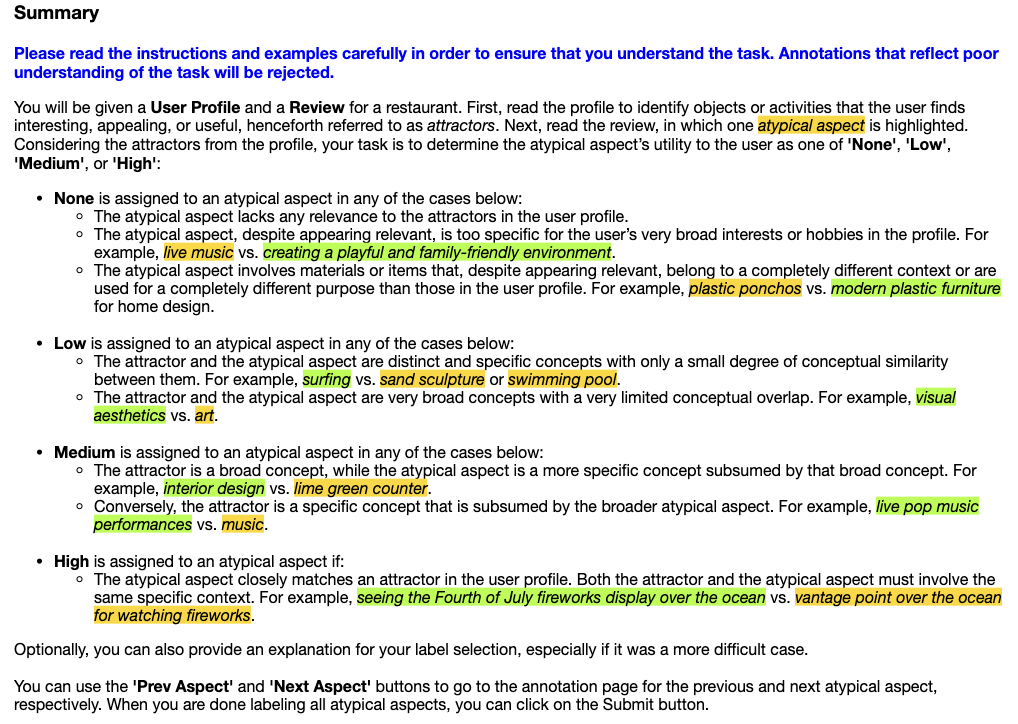 Summary
Please read the instructions and examples carefully in order to ensure that you understand the task. Annotations that reflect poor
understanding of the task will be rejected.
You will be given a User Profile and a Review for a restaurant. First, read the profile to identify objects or activities that the user finds
interesting, appealing, or useful, henceforth referred to as attractors. Next, read the review, in which one atypical aspect is highlighted.
Considering the attractors from the profile, your task is to determine the atypical aspect's utility to the user as one of 'None', 'Low',
'Medium', or 'High':
• None is assigned to an atypical aspect in any of the cases below:
◦ The atypical aspect lacks any relevance to the attractors in the user profile.
◦ The atypical aspect, despite appearing relevant, is too specific for the user's very broad interests or hobbies in the profile. For
example, live music vs. creating a playful and family-friendly environment.
◦ The atypical aspect involves materials or items that, despite appearing relevant, belong to a completely different context or are
used for a completely different purpose than those in the user profile. For example, plastic ponchos vs. modern plastic furniture
for home design.
• Low is assigned to an atypical aspect in any of the cases below:
◦ The attractor and the atypical aspect are distinct and specific concepts with only a small degree of conceptual similarity
between them. For example, surfing vs. sand sculpture or swimming pool.
◦ The attractor and the atypical aspect are very broad concepts with a very limited conceptual overlap. For example, visual
aesthetics vs. art.
• Medium is assigned to an atypical aspect in any of the cases below:
◦ The attractor is a broad concept, while the atypical aspect is a more specific concept subsumed by that broad concept. For
example, interior design vs. lime green counter.
◦ Conversely, the attractor is a specific concept that is subsumed by the broader atypical aspect. For example, live pop music
performances vs. music.
• High is assigned to an atypical aspect if:
◦ The atypical aspect closely matches an attractor in the user profile. Both the attractor and the atypical aspect must involve the
same specific context. For example, seeing the Fourth of July fireworks display over the ocean vs. vantage point over the ocean
for watching fireworks.
Optionally, you can also provide an explanation for your label selection, especially if it was a more difficult case.
You can use the 'Prev Aspect' and 'Next Aspect' buttons to go to the annotation page for the previous and next atypical aspect,
respectively. When you are done labeling all atypical aspects, you can click on the Submit button.